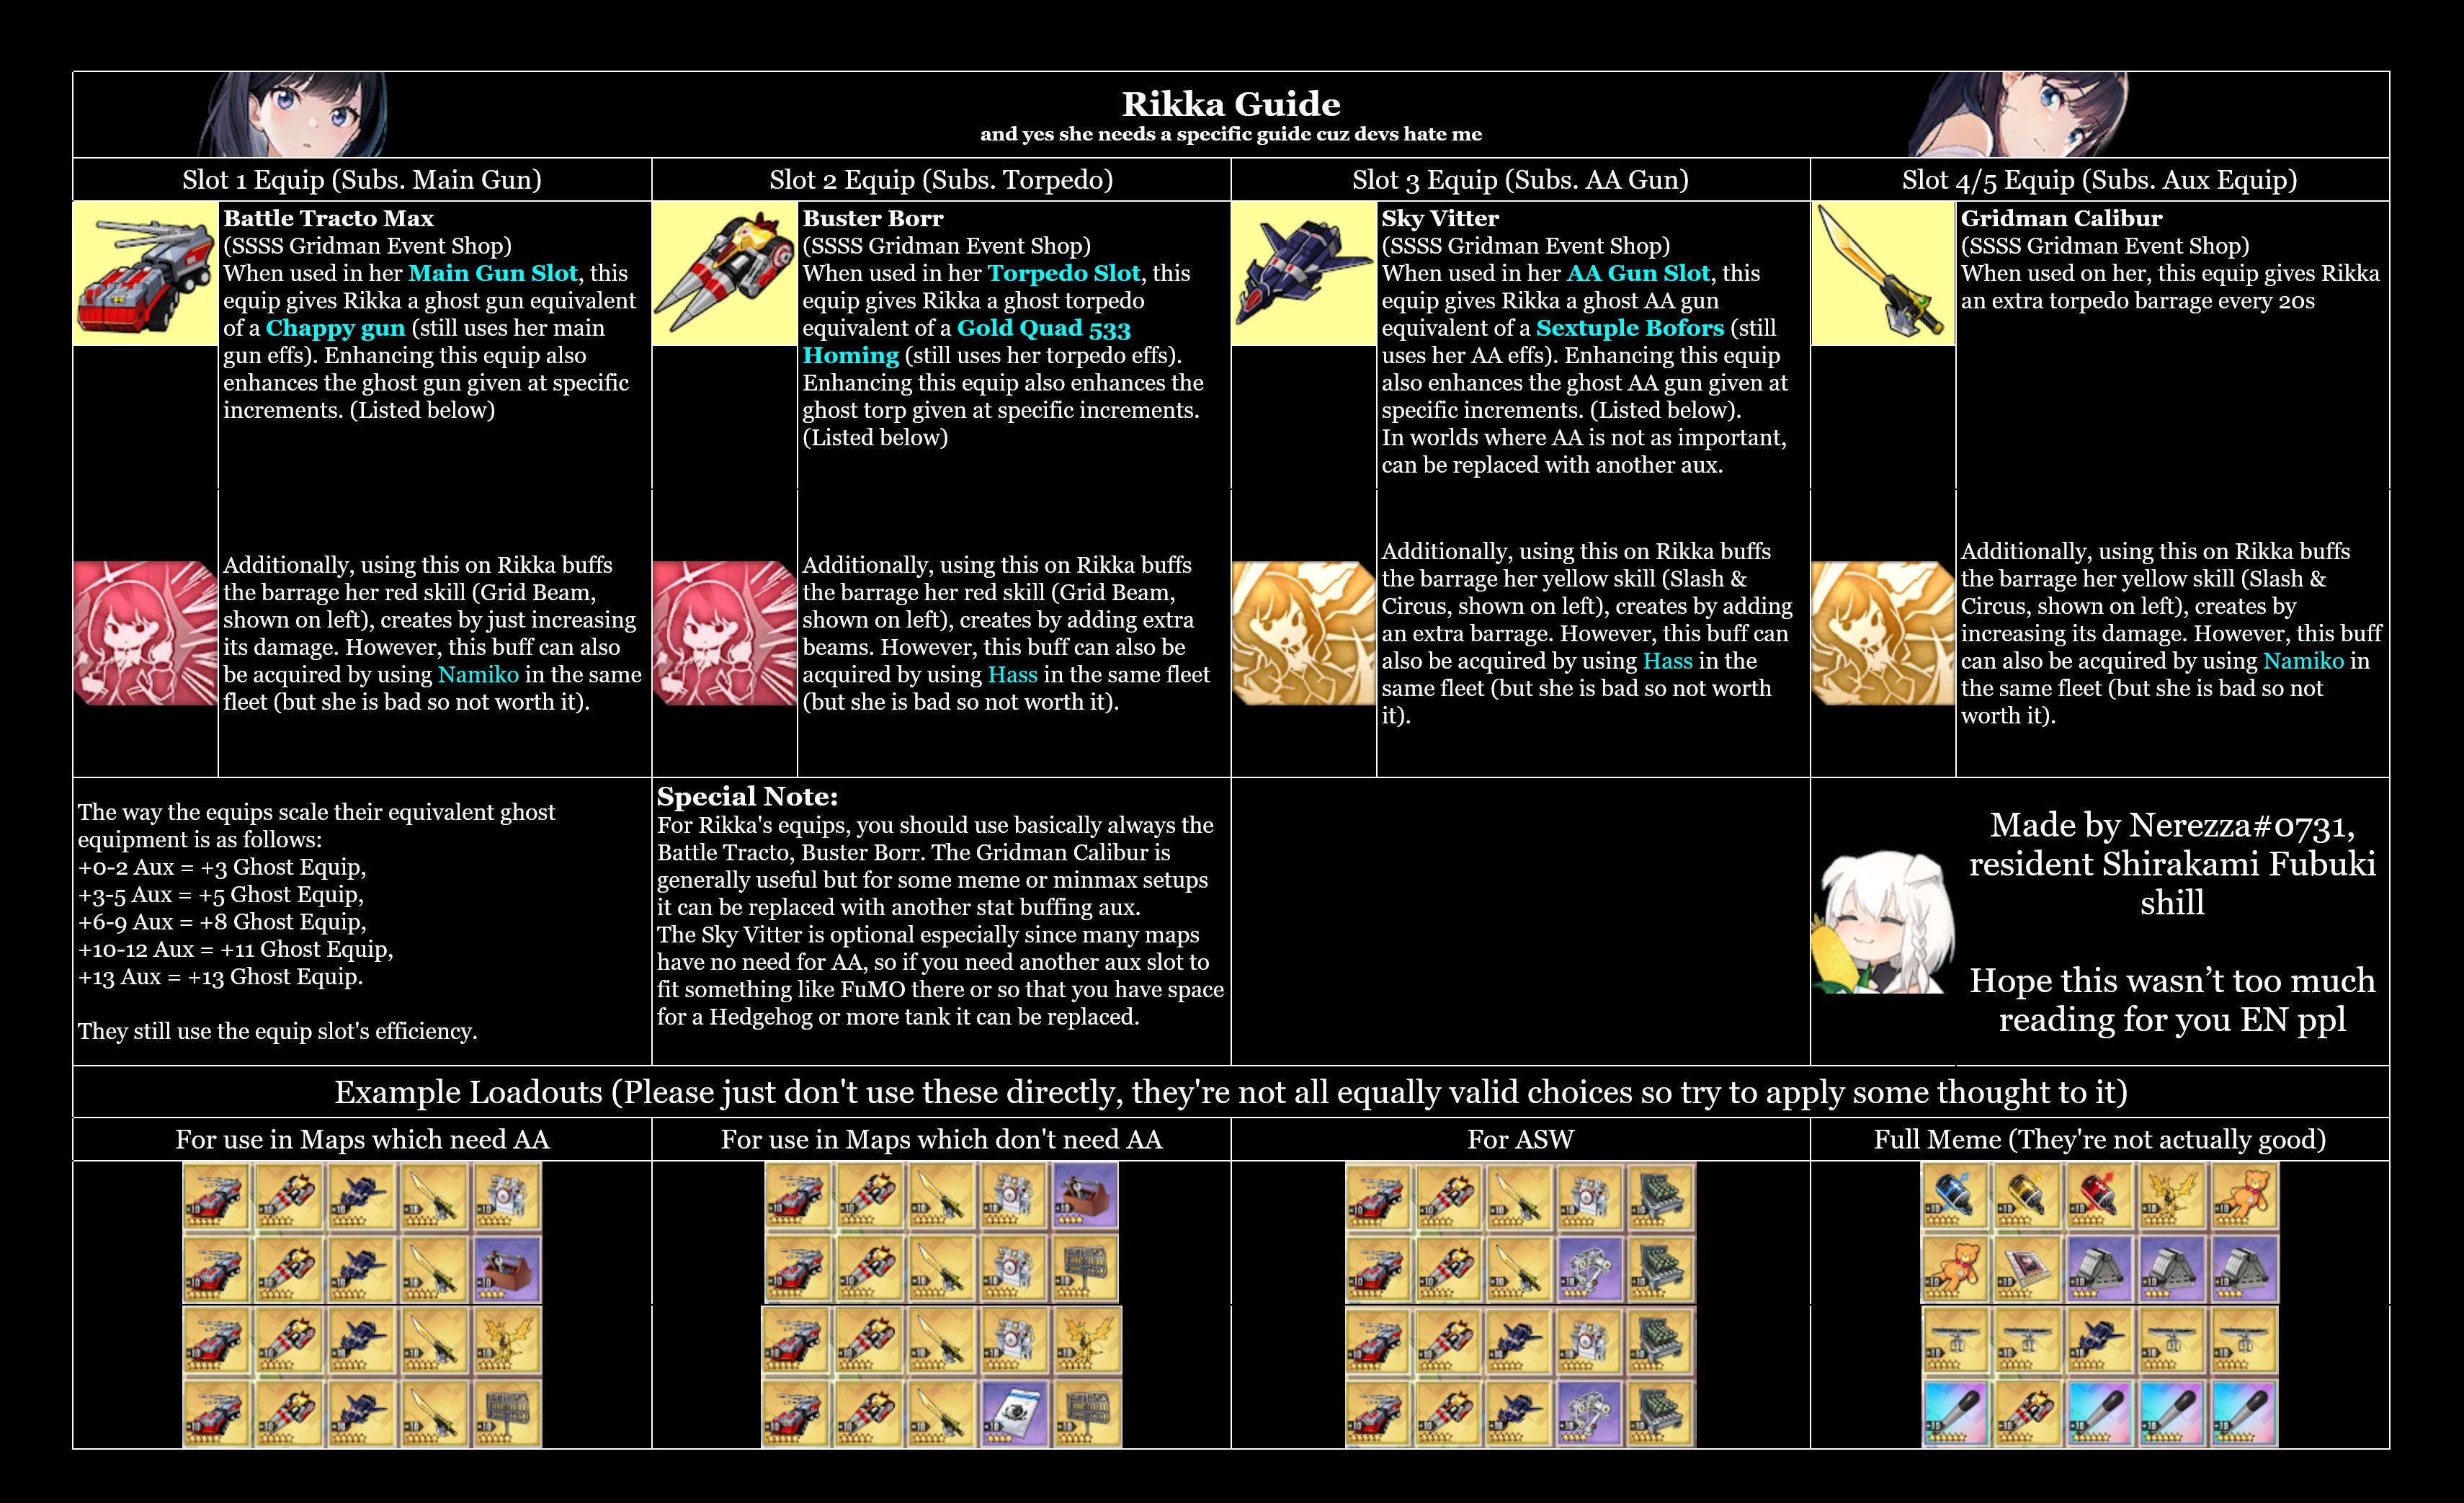 Rikka Guide
and yes she needs a specific guide cuz devs hate me
Slot 1 Equip (Subs. Main Gun)
Slot 2 Equip (Subs. Torpedo)
Slot 3 Equip (Subs. AA Gun)
Slot 4/5 Equip (Subs. Aux Equip)
Battle Tracto Max
(SSSS Gridman Event Shop)
When used in her Main Gun Slot, this
equip gives Rikka a ghost gun equivalent
of a Chappy gun (still uses her main
gun effs). Enhancing this equip also
enhances the ghost gun given at specific
increments. (Listed below)
Buster Borr
(SSSS Gridman Event Shop)
When used in her Torpedo Slot, this
equip gives Rikka a ghost torpedo
equivalent of a Gold Quad 533
Homing (still uses her torpedo effs).
Enhancing this equip also enhances the
ghost torp given at specific increments.
(Listed below)
Sky Vitter
(SSSS Gridman Event Shop)
When used in her AA Gun Slot, this
equip gives Rikka a ghost AA gun
equivalent of a Sextuple Bofors (still
uses her AA effs). Enhancing this equip
also enhances the ghost AA gun given at
specific increments. (Listed below).
In worlds where AA is not as important,
can be replaced with another aux.
Gridman Calibur
(SSSS Gridman Event Shop)
When used on her, this equip gives Rikka
an extra torpedo barrage every 20s
Additionally, using this on Rikka buffs
the barrage her red skill (Grid Beam,
shown on left), creates by just increasing
its damage. However, this buff can also
be acquired by using Namiko in the same
fleet (but she is bad so not worth it).
Additionally, using this on Rikka buffs
the barrage her red skill (Grid Beam,
shown on left), creates by adding extra
beams. However, this buff can also be
acquired by using Hass in the same fleet
(but she is bad so not worth it).
Additionally, using this on Rikka buffs
the barrage her yellow skill (Slash &
Circus, shown on left), creates by adding
an extra barrage. However, this buff can
also be acquired by using Hass in the
same fleet (but she is bad so not worth
it).
Additionally, using this on Rikka buffs
the barrage her yellow skill (Slash &
Circus, shown on left), creates by
increasing its damage. However, this buff
can also be acquired by using Namiko in
the same fleet (but she is bad so not
worth it).
The way the equips scale their equivalent ghost
equipment is as follows:
+0-2 Aux = +3 Ghost Equip,
+3-5 Aux = +5 Ghost Equip,
+6-9 Aux = +8 Ghost Equip,
+10-12 Aux = +11 Ghost Equip,
+13 Aux = +13 Ghost Equip.
They still use the equip slot's efficiency.
Special Note:
For Rikka's equips, you should use basically always the
Battle Tracto, Buster Borr. The Gridman Calibur is
generally useful but for some meme or minmax setups
it can be replaced with another stat buffing aux.
The Sky Vitter is optional especially since many maps
have no need for AA, so if you need another aux slot to
fit something like FuMO there or so that you have space
for a Hedgehog or more tank it can be replaced.
Made by Nerezza#0731,
resident Shirakami Fubuki
shill
Hope this wasn't too much
reading for you EN ppl
Example Loadouts (Please just don't use these directly, they're not all equally valid choices so try to apply some thought to it)
For use in Maps which need AA
For use in Maps which don't need AA
For ASW
Full Meme (They're not actually good)